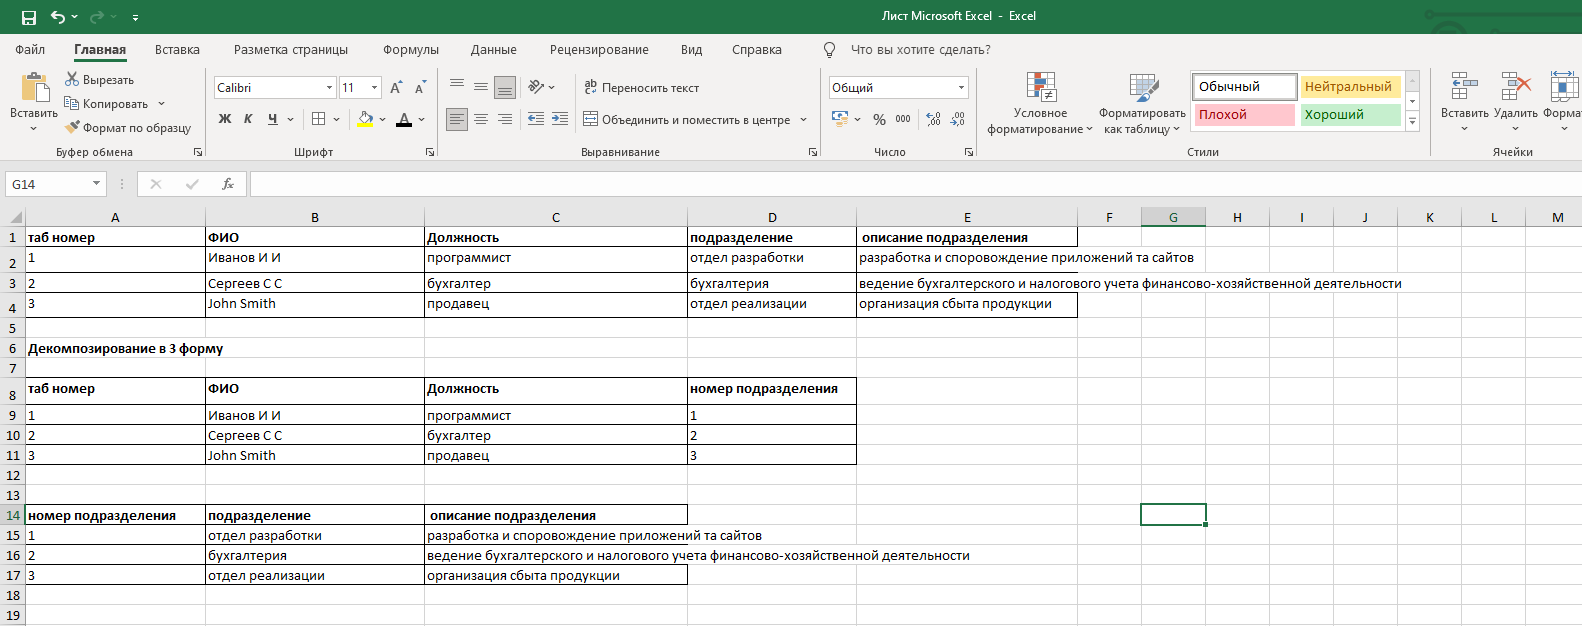 Лист Microsoft Excel - Excel
Файл Главная Вставка Разметка страницы Формулы Данные Рецензирование Вид Справка Что вы хотите сделать?
Вставить
Вырезать
Копировать
Формат по образцу
Буфер обмена
Calibri 11
Ж К Ч А
Шрифт
Переносить текст
Объединить и поместить в центре
Выравнивание
Общий
% 000
Число
Условное форматирование
Форматировать как таблицу
Обычный Нейтральный
Плохой Хороший
Стили
Вставить Удалить Форма
Ячейки
G14 fx
A B C D E F G H I J K L M
1 таб номер ФИО Должность подразделение описание подразделения
2 1 Иванов И И программист отдел разработки разработка и споровождение приложений та сайтов
3 2 Сергеев С С бухгалтер бухгалтерия ведение бухгалтерского и налогового учета финансово-хозяйственной деятельности
4 3 John Smith продавец отдел реализации организация сбыта продукции
5
6 Декомпозирование в 3 форму
7
8 таб номер ФИО Должность номер подразделения
9 1 Иванов И И программист 1
10 2 Сергеев С С бухгалтер 2
11 3 John Smith продавец 3
12
13
14 номер подразделения подразделение описание подразделения
15 1 отдел разработки разработка и споровождение приложений та сайтов
16 2 бухгалтерия ведение бухгалтерского и налогового учета финансово-хозяйственной деятельности
17 3 отдел реализации организация сбыта продукции
18
19